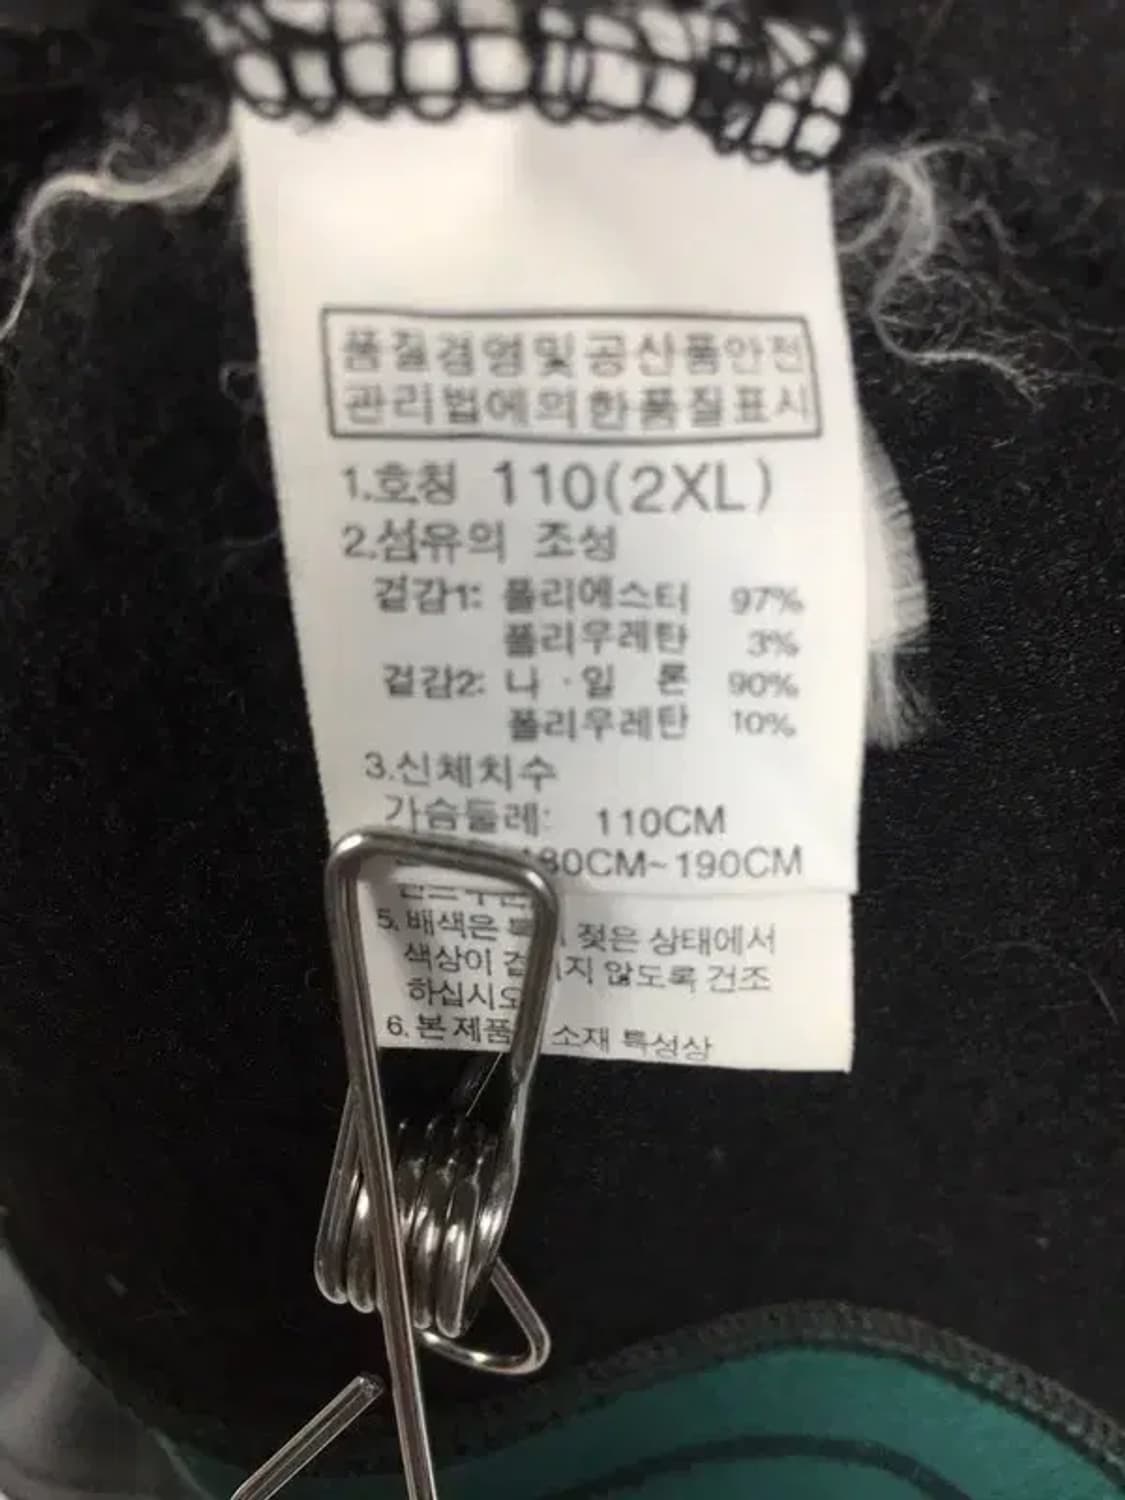 품질경영및공산품안전
관리법에의한품질표시
1.호칭 110(2XL)
2.섬유의 조성
겉감1: 폴리에스터 97%
폴리우레탄 3%
겉감2: 나·일론 90%
폴리우레탄 10%
3.신체치수
가슴둘레: 110CM
180CM~190CM
5. 배색은 젖은 상태에서
색상이 않도록 건조
하십시오
6. 본 제품 소재 특성상